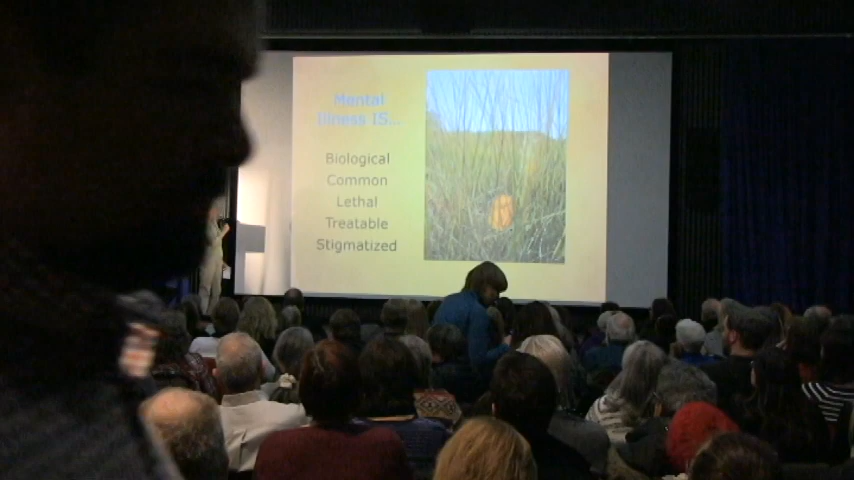 Mental
Illness IS...
Biological
Common
Lethal
Treatable
Stigmatized